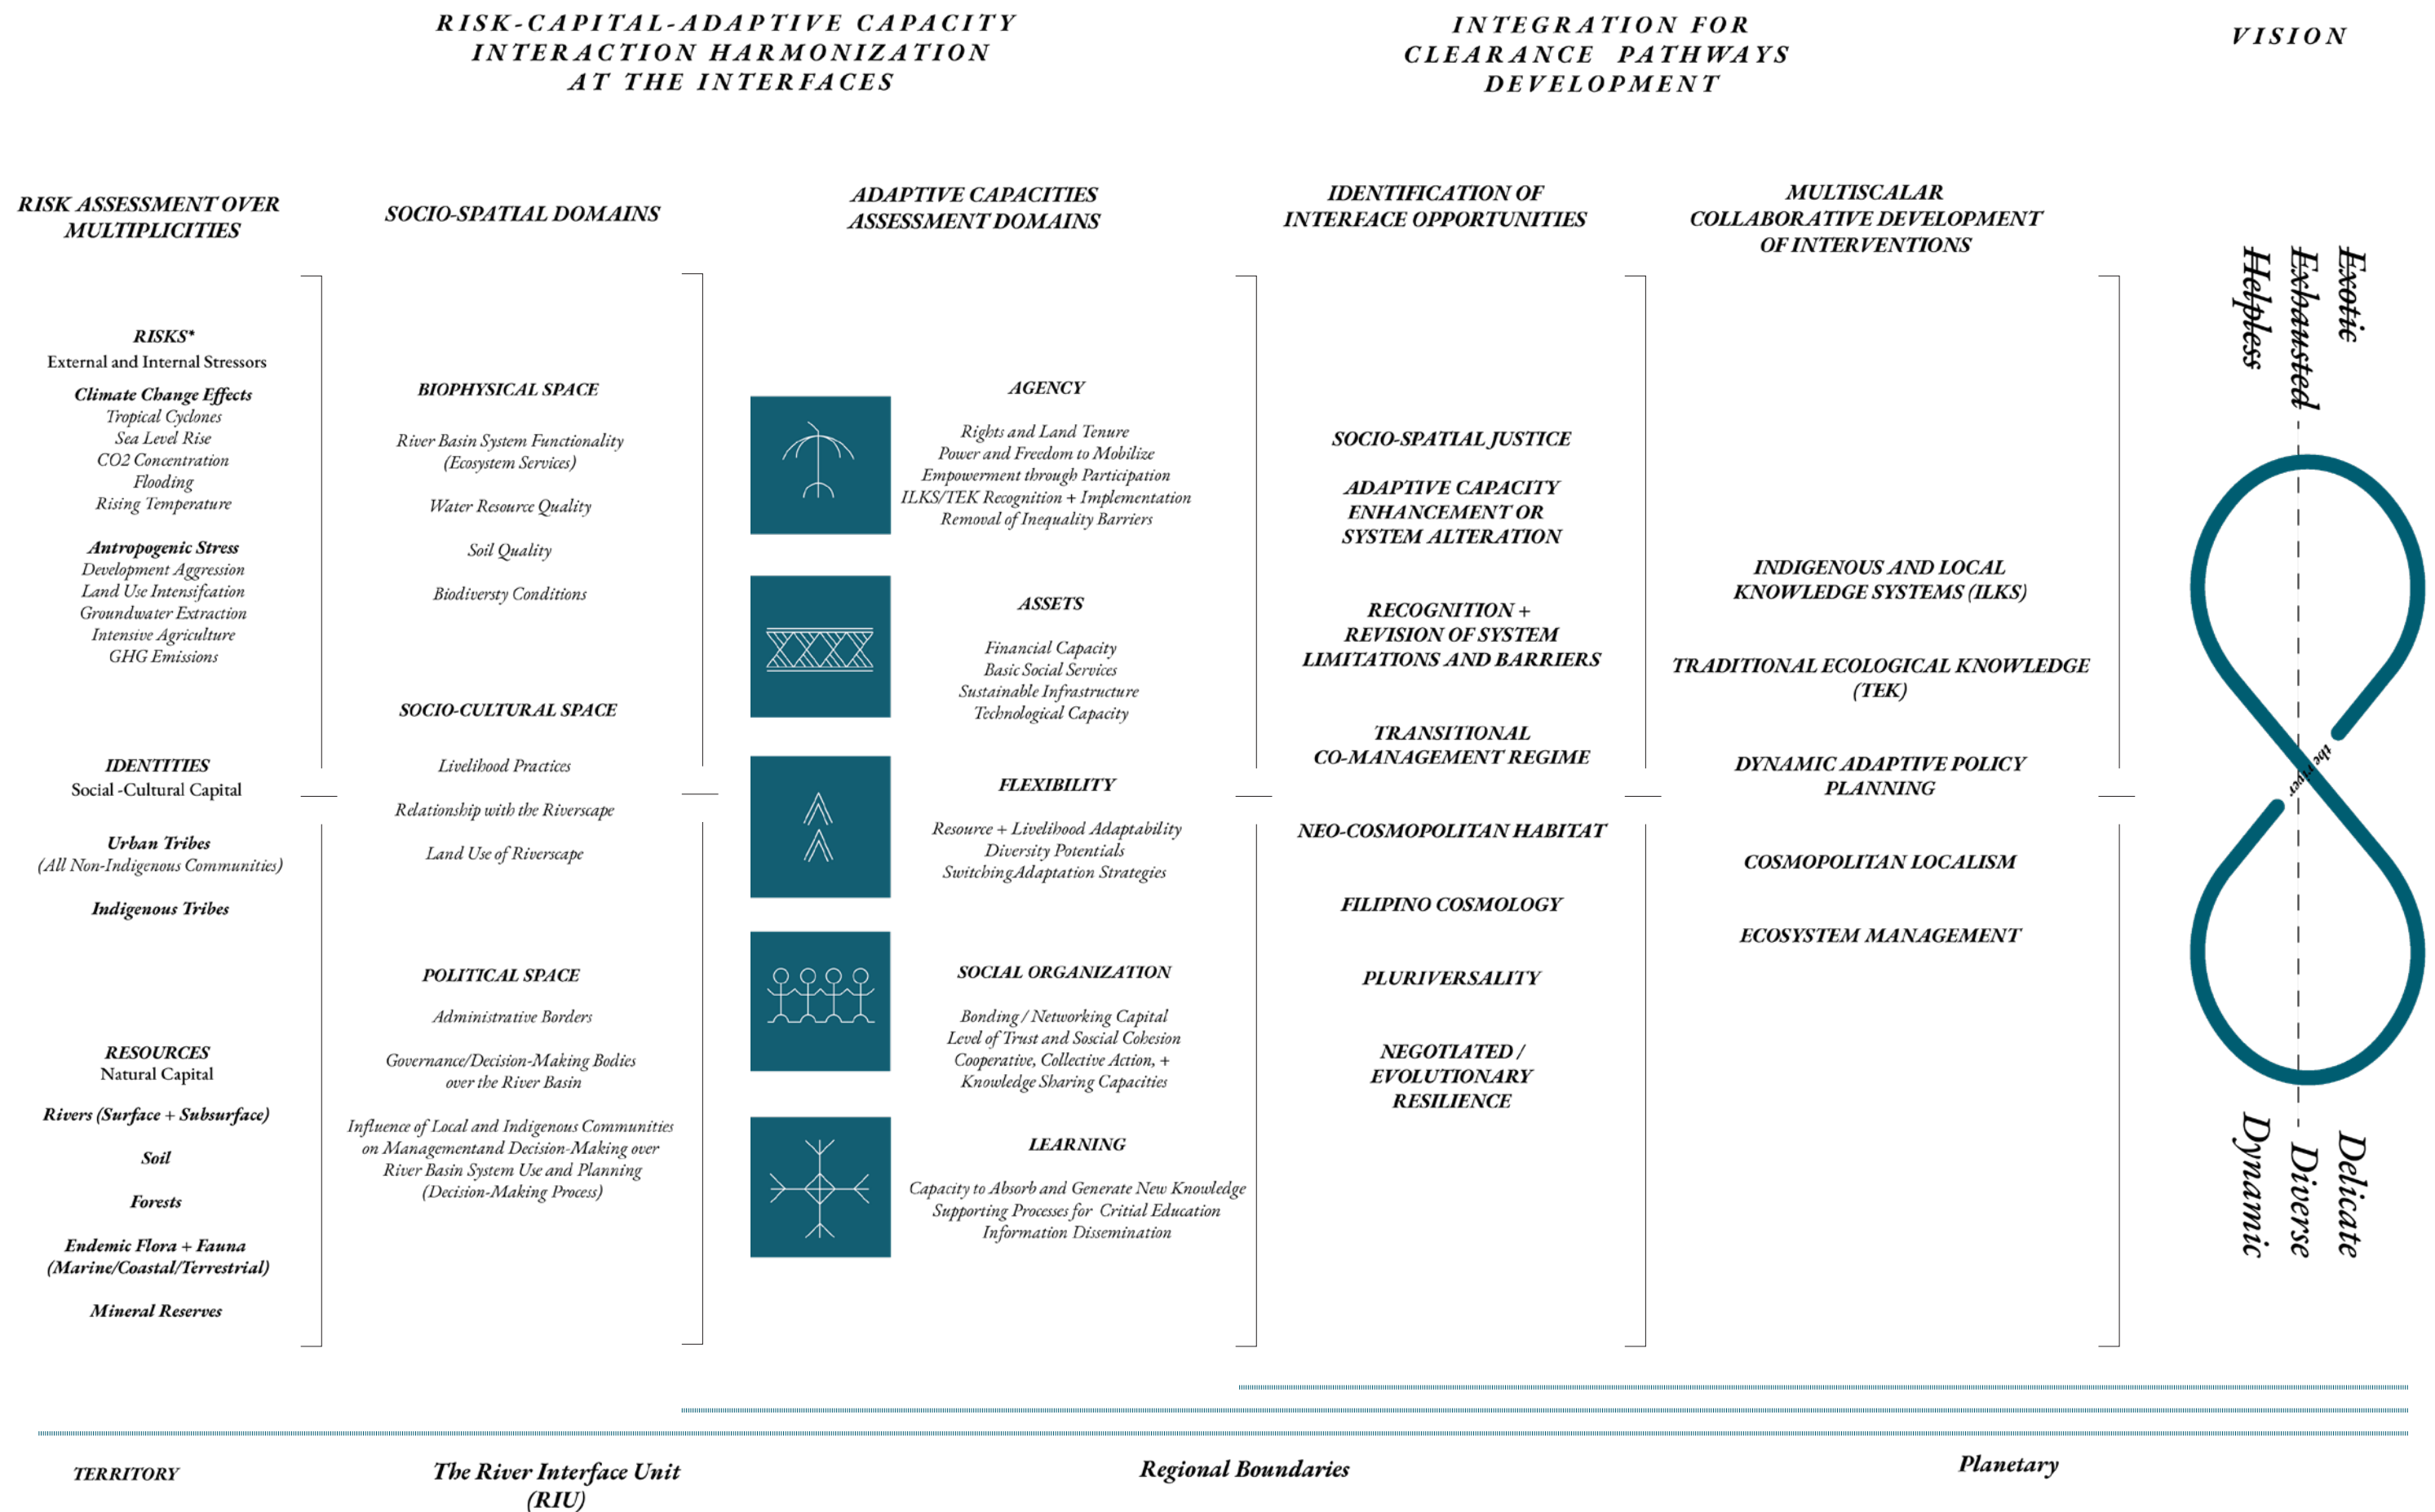 RISK-CAPITAL-ADAPTIVE CAPACITY
INTERACTION HARMONIZATION
AT THE INTERFACES
INTEGRATION FOR
CLEARANCE PATHWAYS
DEVELOPMENT
VISION
RISK ASSESSMENT OVER
MULTIPLICITIES
RISKS*
External and Internal Stressors
Climate Change Effects
Tropical Cyclones
Sea Level Rise
CO2 Concentration
Flooding
Rising Temperature
Antropogenic Stress
Development Aggression
Land Use Intensifcation
Groundwater Extraction
Intensive Agriculture
GHG Emissions
IDENTITIES
Social -Cultural Capital
Urban Tribes
(All Non-Indigenous Communities)
Indigenous Tribes
RESOURCES
Natural Capital
Rivers (Surface + Subsurface)
Soil
Forests
Endemic Flora + Fauna
(Marine/Coastal/Terrestrial)
Mineral Reserves
SOCIO-SPATIAL DOMAINS
BIOPHYSICAL SPACE
River Basin System Functionality
(Ecosystem Services)
Water Resource Quality
Soil Quality
Biodiversty Conditions
SOCIO-CULTURAL SPACE
Livelihood Practices
Relationship with the Riverscape
Land Use of Riverscape
POLITICAL SPACE
Administrative Borders
Governance/Decision-Making Bodies
over the River Basin
Influence of Local and Indigenous Communities
on Managementand Decision-Making over
River Basin System Use and Planning
(Decision-Making Process)
ADAPTIVE CAPACITIES
ASSESSMENT DOMAINS
AGENCY
Rights and Land Tenure
Power and Freedom to Mobilize
Empowerment through Participation
ILKS/TEK Recognition + Implementation
Removal of Inequality Barriers
ASSETS
Financial Capacity
Basic Social Services
Sustainable Infrastructure
Technological Capacity
FLEXIBILITY
Resource + Livelihood Adaptability
Diversity Potentials
SwitchingAdaptation Strategies
SOCIAL ORGANIZATION
Bonding / Networking Capital
Level of Trust and Soscial Cohesion
Cooperative, Collective Action, +
Knowledge Sharing Capacities
LEARNING
Capacity to Absorb and Generate New Knowledge
Supporting Processes for Critial Education
Information Dissemination
IDENTIFICATION OF
INTERFACE OPPORTUNITIES
SOCIO-SPATIAL JUSTICE
ADAPTIVE CAPACITY
ENHANCEMENT OR
SYSTEM ALTERATION
RECOGNITION +
REVISION OF SYSTEM
LIMITATIONS AND BARRIERS
TRANSITIONAL
CO-MANAGEMENT REGIME
NEO-COSMOPOLITAN HABITAT
FILIPINO COSMOLOGY
PLURIVERSALITY
NEGOTIATED /
EVOLUTIONARY
RESILIENCE
MULTISCALAR
COLLABORATIVE DEVELOPMENT
OF INTERVENTIONS
INDIGENOUS AND LOCAL
KNOWLEDGE SYSTEMS (ILKS)
TRADITIONAL ECOLOGICAL KNOWLEDGE
(TEK)
DYNAMIC ADAPTIVE POLICY
PLANNING
COSMOPOLITAN LOCALISM
ECOSYSTEM MANAGEMENT
Exotic
Exhausted
Helpless
the river
Delicate
Diverse
Dynamic
TERRITORY
The River Interface Unit
(RIU)
Regional Boundaries
Planetary